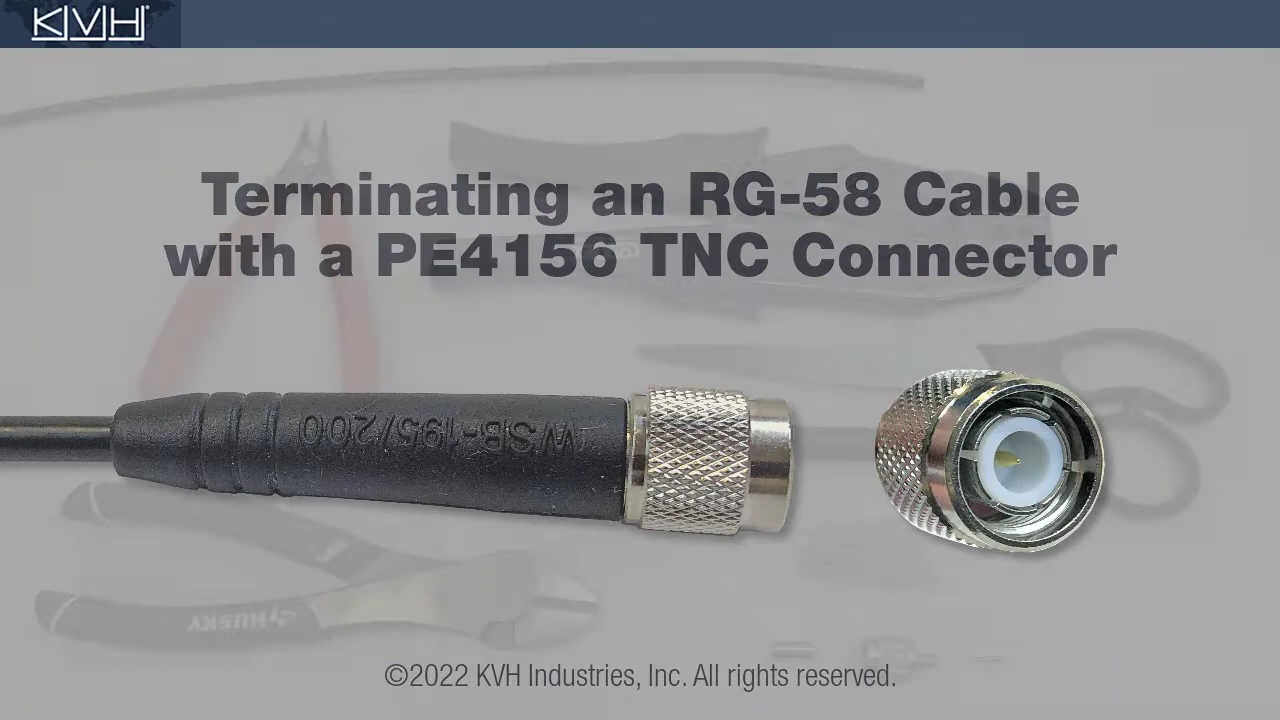 KVH
Terminating an RG-58 Cable
with a PE4156 TNC Connector
WSB-195/200
HUSKY
©2022 KVH Industries, Inc. All rights reserved.